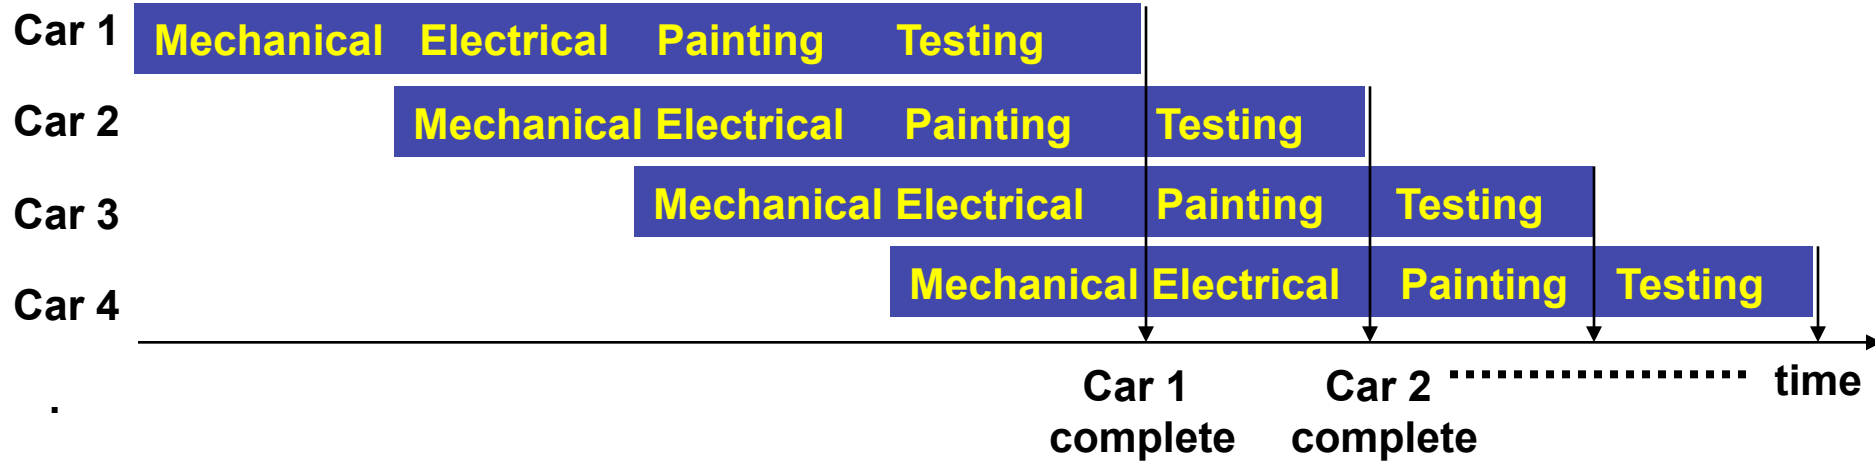 Car 1 Mechanical Electrical Painting Testing
Car 2 Mechanical Electrical Painting Testing
Car 3 Mechanical Electrical Painting Testing
Car 4 Mechanical Electrical Painting Testing
Car 1 Car 2 time
complete complete
.